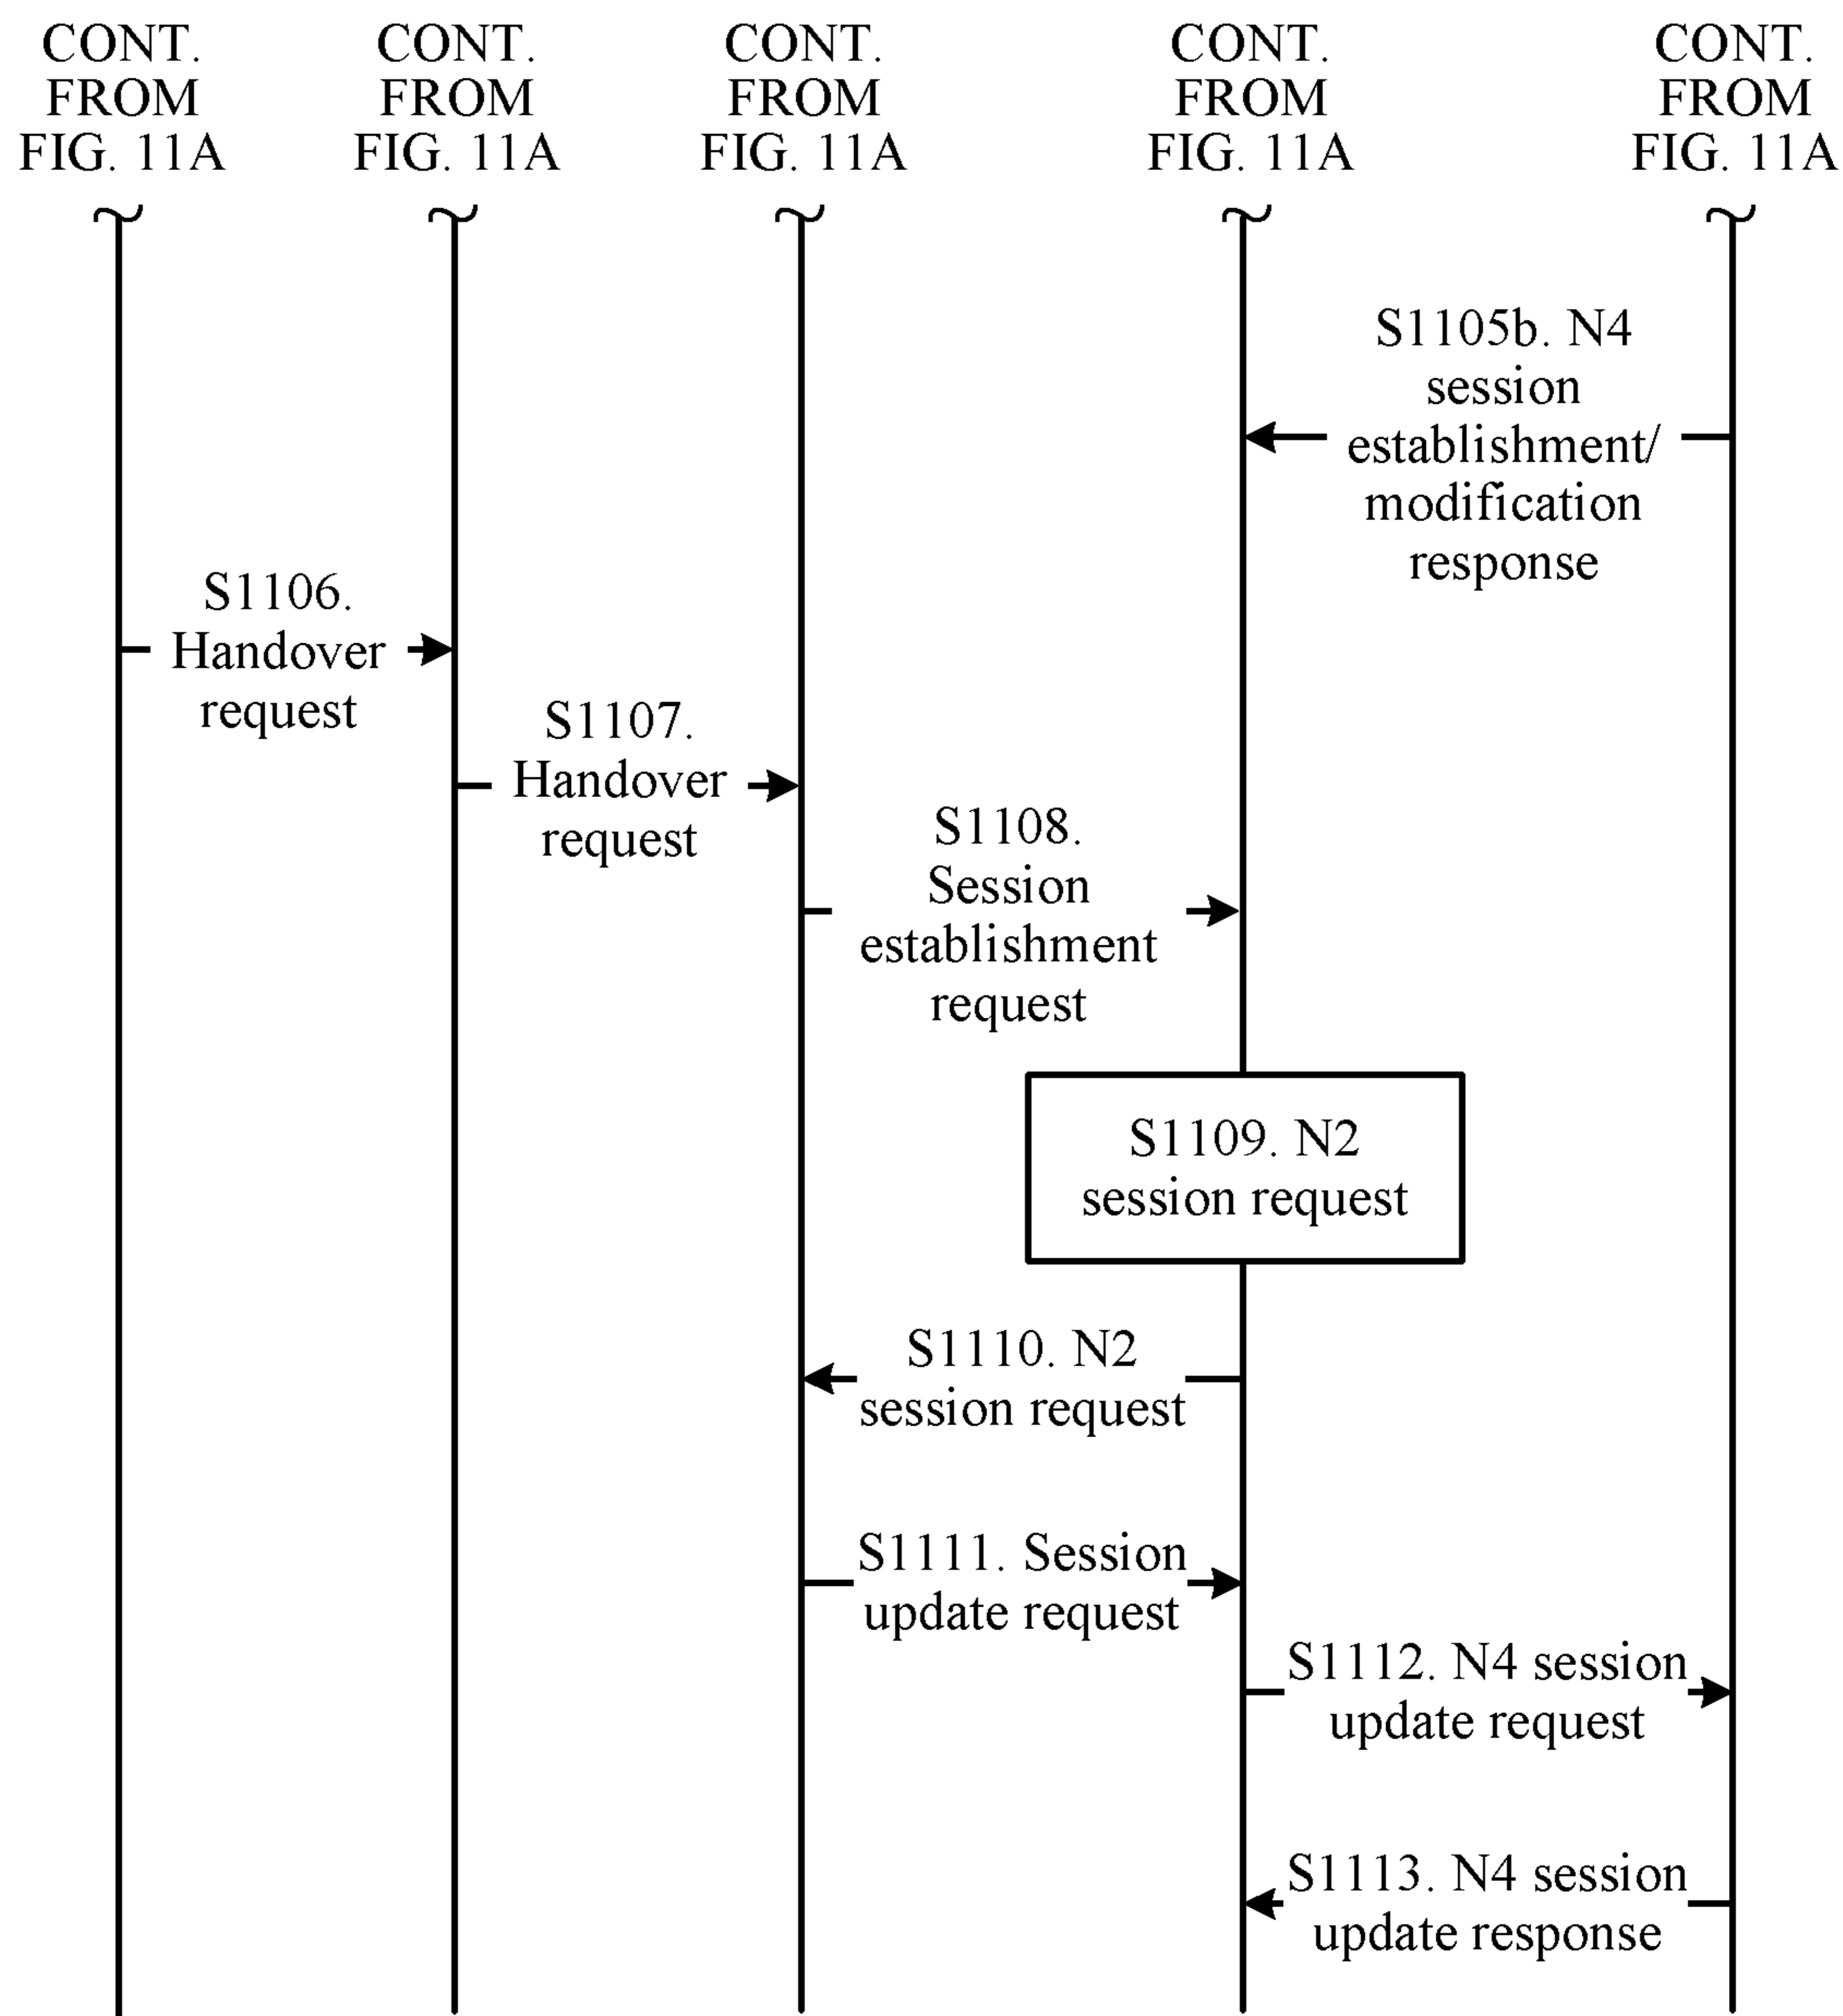 CONT.
FROM
FIG. 11A
CONT.
FROM
FIG. 11A
CONT.
FROM
FIG. 11A
CONT.
FROM
FIG. 11A
CONT.
FROM
FIG. 11A
S1105b. N4
session
establishment/
modification
response
S1106.
Handover
request
S1107.
Handover
request
S1108.
Session
establishment
request
S1109. N2
session request
S1110. N2
session request
S1111. Session
update request
S1112. N4 session
update request
S1113. N4 session
update response